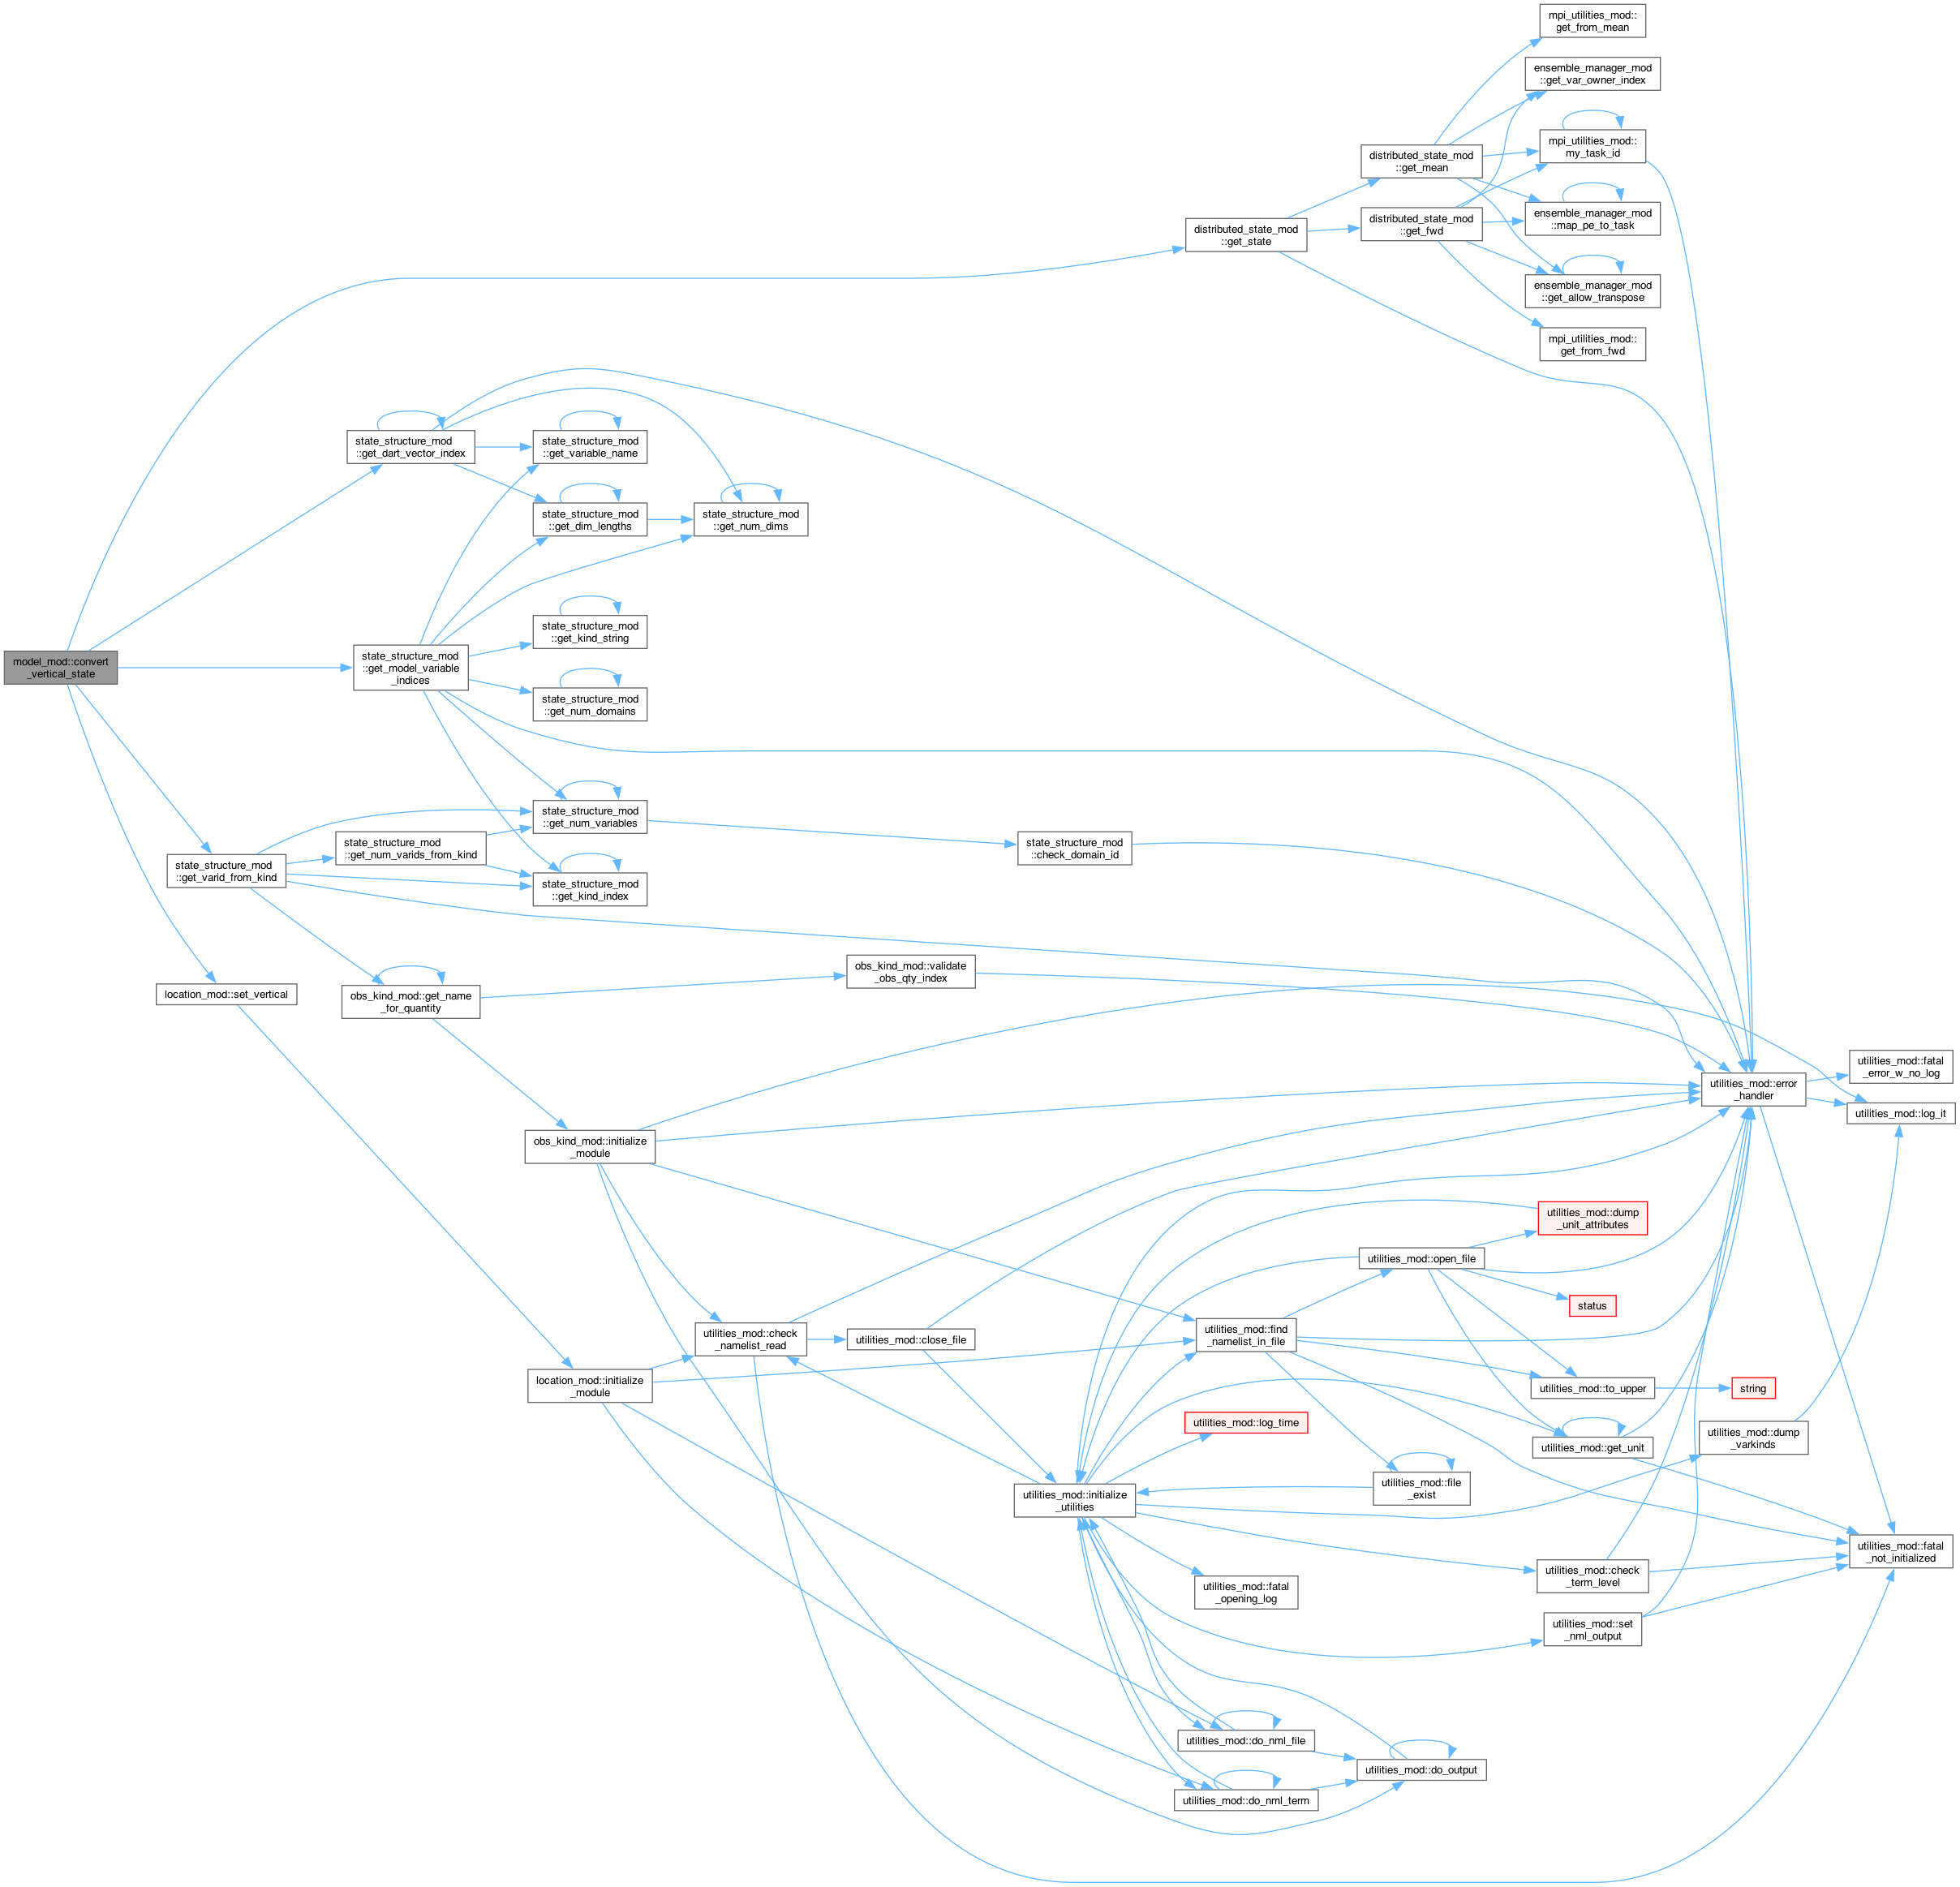 mpi_utilities_mod::
get_from_mean
ensemble_manager_mod
::get_var_owner_index
mpi_utilities_mod::
my_task_id
distributed_state_mod
::get_mean
ensemble_manager_mod
::map_pe_to_task
distributed_state_mod
::get_fwd
distributed_state_mod
::get_state
ensemble_manager_mod
::get_allow_transpose
mpi_utilities_mod::
get_from_fwd
state_structure_mod
::get_dart_vector_index
state_structure_mod
::get_variable_name
state_structure_mod
::get_dim_lengths
state_structure_mod
::get_num_dims
state_structure_mod
::get_kind_string
model_mod::convert
_vertical_state
state_structure_mod
::get_model_variable
_indices
state_structure_mod
::get_num_domains
state_structure_mod
::get_num_variables
state_structure_mod
::get_num_varids_from_kind
state_structure_mod
::check_domain_id
state_structure_mod
::get_varid_from_kind
state_structure_mod
::get_kind_index
obs_kind_mod::validate
_obs_qty_index
location_mod::set_vertical
obs_kind_mod::get_name
_for_quantity
utilities_mod::fatal
_error_w_no_log
utilities_mod::error
_handler
utilities_mod::log_it
obs_kind_mod::initialize
_module
utilities_mod::dump
_unit_attributes
utilities_mod::open_file
status
utilities_mod::check
_namelist_read
utilities_mod::close_file
utilities_mod::find
_namelist_in_file
location_mod::initialize
_module
utilities_mod::to_upper
string
utilities_mod::log_time
utilities_mod::get_unit
utilities_mod::dump
_varkinds
utilities_mod::file
_exist
utilities_mod::initialize
_utilities
utilities_mod::fatal
_not_initialized
utilities_mod::check
_term_level
utilities_mod::fatal
_opening_log
utilities_mod::set
_nml_output
utilities_mod::do_nml_file
utilities_mod::do_output
utilities_mod::do_nml_term